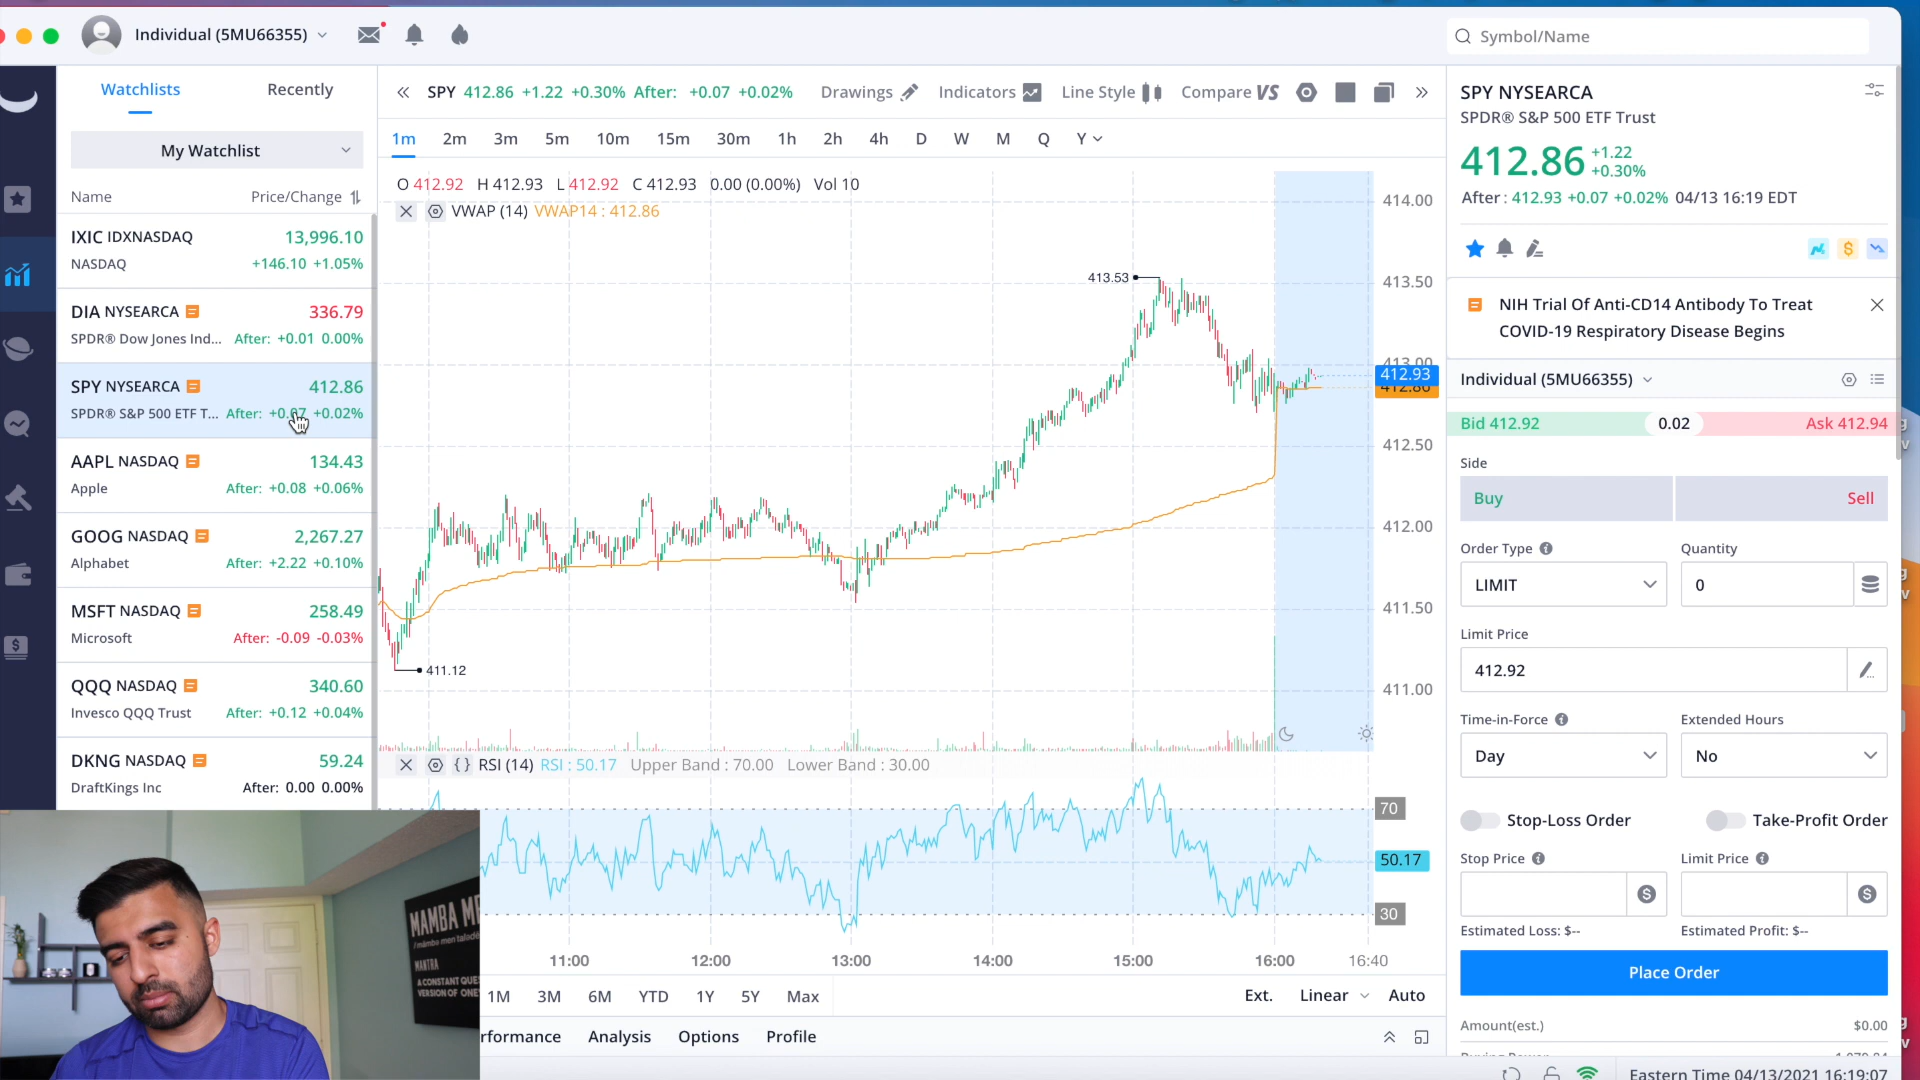 Individual (5MU66355)
Symbol/Name
Watchlists Recently
My Watchlist
Name Price/Change
IXIC IDXNASDAQ 13,996.10
NASDAQ +146.10 +1.05%
DIA NYSEARCA 336.79
SPDR® Dow Jones Ind... After: +0.01 0.00%
SPY NYSEARCA 412.86
SPDR® S&P 500 ETF T... After: +0.07 +0.02%
AAPL NASDAQ 134.43
Apple After: +0.08 +0.06%
GOOG NASDAQ 2,267.27
Alphabet After: +2.22 +0.10%
MSFT NASDAQ 258.49
Microsoft After: -0.09 -0.03%
QQQ NASDAQ 340.60
Invesco QQQ Trust After: +0.12 +0.04%
DKNG NASDAQ 59.24
DraftKings Inc After: 0.00 0.00%
SPY 412.86 +1.22 +0.30% After: +0.07 +0.02% Drawings Indicators Line Style Compare VS
1m 2m 3m 5m 10m 15m 30m 1h 2h 4h D W M Q Y
O 412.92 H 412.93 L 412.92 C 412.93 0.00 (0.00%) Vol 10
VWAP (14) VWAP14 : 412.86
414.00
413.53
413.50
413.00
412.93
412.86
412.50
412.00
411.50
411.12
411.00
RSI (14) RSI : 50.17 Upper Band : 70.00 Lower Band : 30.00
70
50.17
30
11:00 12:00 13:00 14:00 15:00 16:00 16:40
1M 3M 6M YTD 1Y 5Y Max Ext. Linear Auto
rformance Analysis Options Profile
SPY NYSEARCA
SPDR® S&P 500 ETF Trust
412.86 +1.22
+0.30%
After : 412.93 +0.07 +0.02% 04/13 16:19 EDT
NIH Trial Of Anti-CD14 Antibody To Treat
COVID-19 Respiratory Disease Begins
Individual (5MU66355)
Bid 412.92 0.02 Ask 412.94
Side
Buy Sell
Order Type Quantity
LIMIT 0
Limit Price
412.92
Time-in-Force Extended Hours
Day No
Stop-Loss Order Take-Profit Order
Stop Price Limit Price
Estimated Loss: $-- Estimated Profit: $--
Place Order
Amount(est.) $0.00
Eastern Time 04/13/2021 16:19:07
MAMBA ME
MANTRA
A CONSTANT QUE
VERSION OF ONE